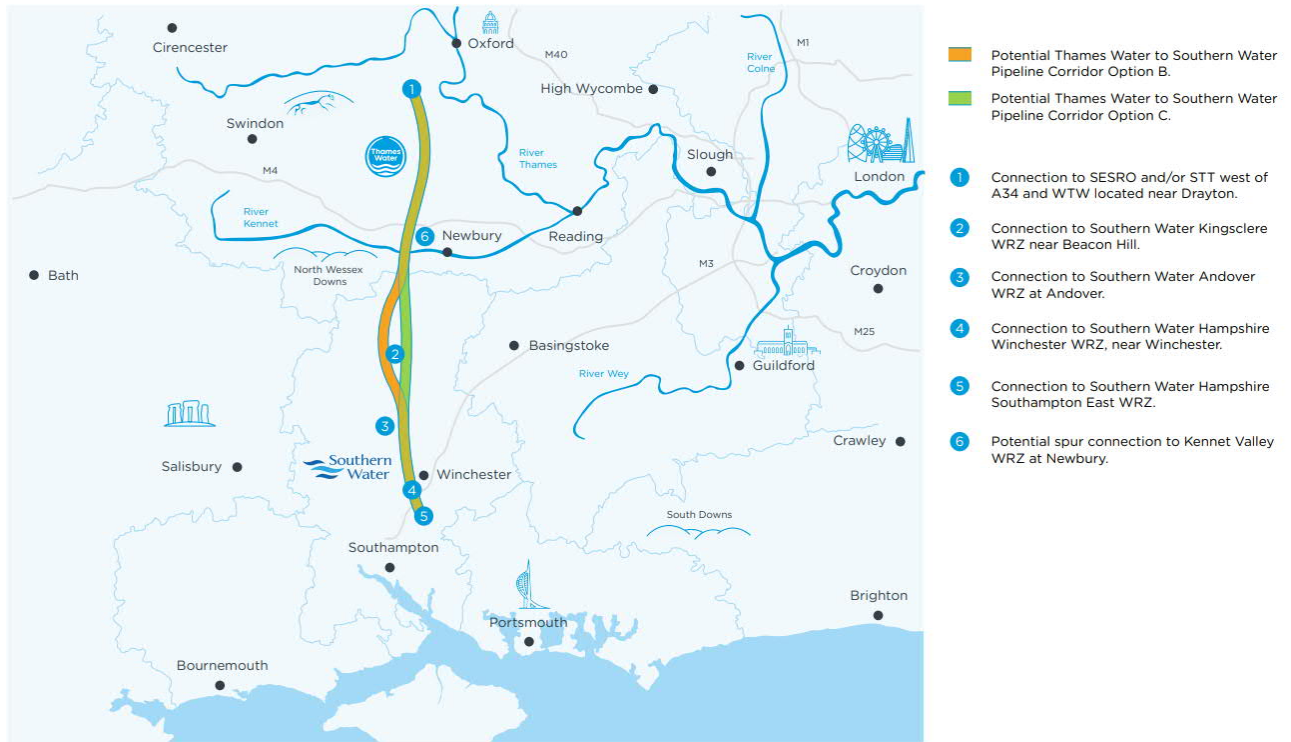 Cirencester
Oxford
M40
River
Colne
M1
High Wycombe
1
Swindon
Thames
Water
M4
River
Thames
Slough
London
River
Kennet
6
Newbury
Reading
North Wessex
Downs
Bath
M3
Croydon
M25
2
Basingstoke
River Wey
Guildford
3
Crawley
Salisbury
Southern
Water
Winchester
4
5
South Downs
Southampton
Portsmouth
Brighton
Bournemouth
Potential Thames Water to Southern Water
Pipeline Corridor Option B.
Potential Thames Water to Southern Water
Pipeline Corridor Option C.
1 Connection to SESRO and/or STT west of
A34 and WTW located near Drayton.
2 Connection to Southern Water Kingsclere
WRZ near Beacon Hill.
3 Connection to Southern Water Andover
WRZ at Andover.
4 Connection to Southern Water Hampshire
Winchester WRZ, near Winchester.
5 Connection to Southern Water Hampshire
Southampton East WRZ.
6 Potential spur connection to Kennet Valley
WRZ at Newbury.